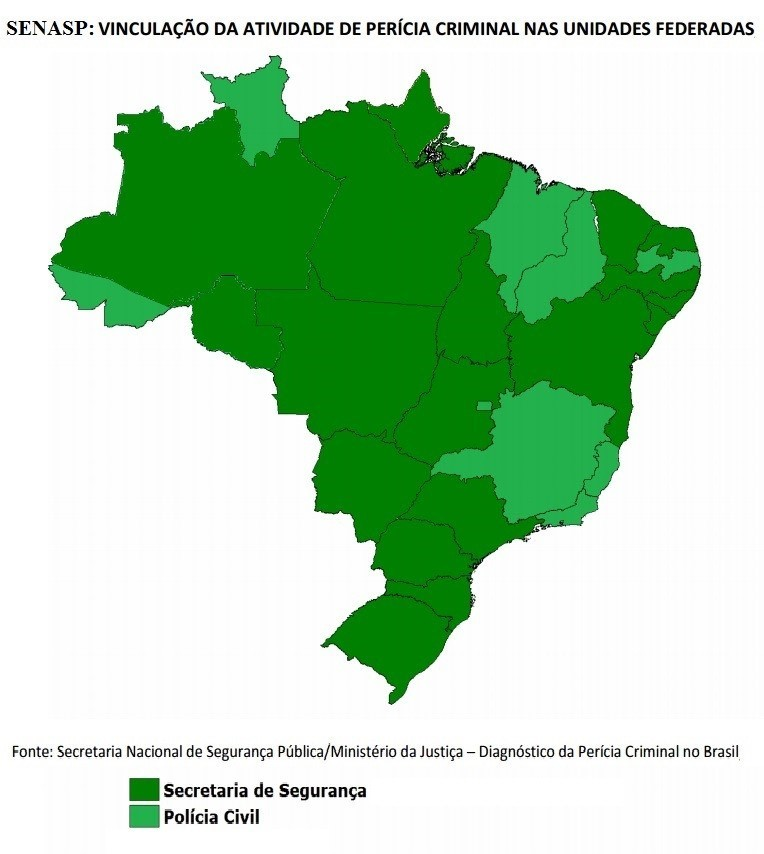 SENASP: VINCULAÇÃO DA ATIVIDADE DE PERÍCIA CRIMINAL NAS UNIDADES FEDERADAS
Fonte: Secretaria Nacional de Segurança Pública/Ministério da Justiça – Diagnóstico da Perícia Criminal no Brasil
Secretaria de Segurança
Polícia Civil